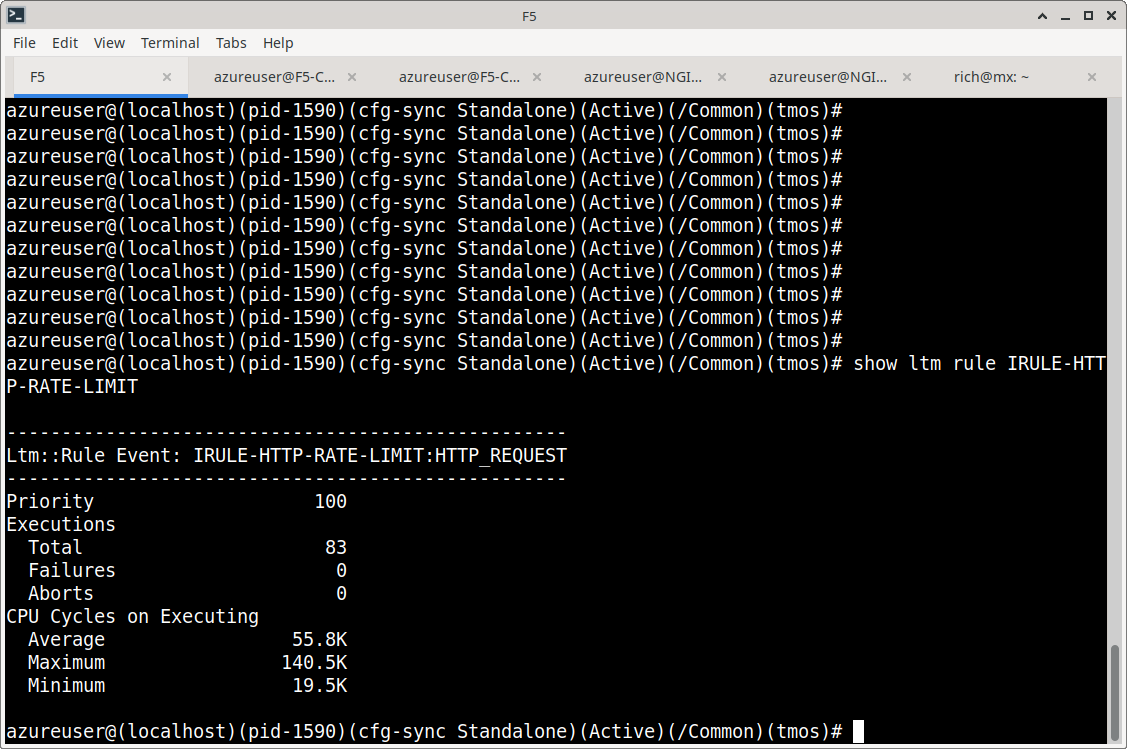 F5
File Edit View Terminal Tabs Help
F5 azureuser@F5-C... azureuser@F5-C... azureuser@NGI... azureuser@NGI... rich@mx: ~
azureuser@(localhost)(pid-1590)(cfg-sync Standalone)(Active)(/Common)(tmos)#
azureuser@(localhost)(pid-1590)(cfg-sync Standalone)(Active)(/Common)(tmos)#
azureuser@(localhost)(pid-1590)(cfg-sync Standalone)(Active)(/Common)(tmos)#
azureuser@(localhost)(pid-1590)(cfg-sync Standalone)(Active)(/Common)(tmos)#
azureuser@(localhost)(pid-1590)(cfg-sync Standalone)(Active)(/Common)(tmos)#
azureuser@(localhost)(pid-1590)(cfg-sync Standalone)(Active)(/Common)(tmos)#
azureuser@(localhost)(pid-1590)(cfg-sync Standalone)(Active)(/Common)(tmos)#
azureuser@(localhost)(pid-1590)(cfg-sync Standalone)(Active)(/Common)(tmos)#
azureuser@(localhost)(pid-1590)(cfg-sync Standalone)(Active)(/Common)(tmos)#
azureuser@(localhost)(pid-1590)(cfg-sync Standalone)(Active)(/Common)(tmos)#
azureuser@(localhost)(pid-1590)(cfg-sync Standalone)(Active)(/Common)(tmos)#
azureuser@(localhost)(pid-1590)(cfg-sync Standalone)(Active)(/Common)(tmos)# show ltm rule IRULE-HTT
P-RATE-LIMIT
---------------------------------------------------
Ltm::Rule Event: IRULE-HTTP-RATE-LIMIT:HTTP_REQUEST
---------------------------------------------------
Priority 100
Executions
Total 83
Failures 0
Aborts 0
CPU Cycles on Executing
Average 55.8K
Maximum 140.5K
Minimum 19.5K
azureuser@(localhost)(pid-1590)(cfg-sync Standalone)(Active)(/Common)(tmos)#